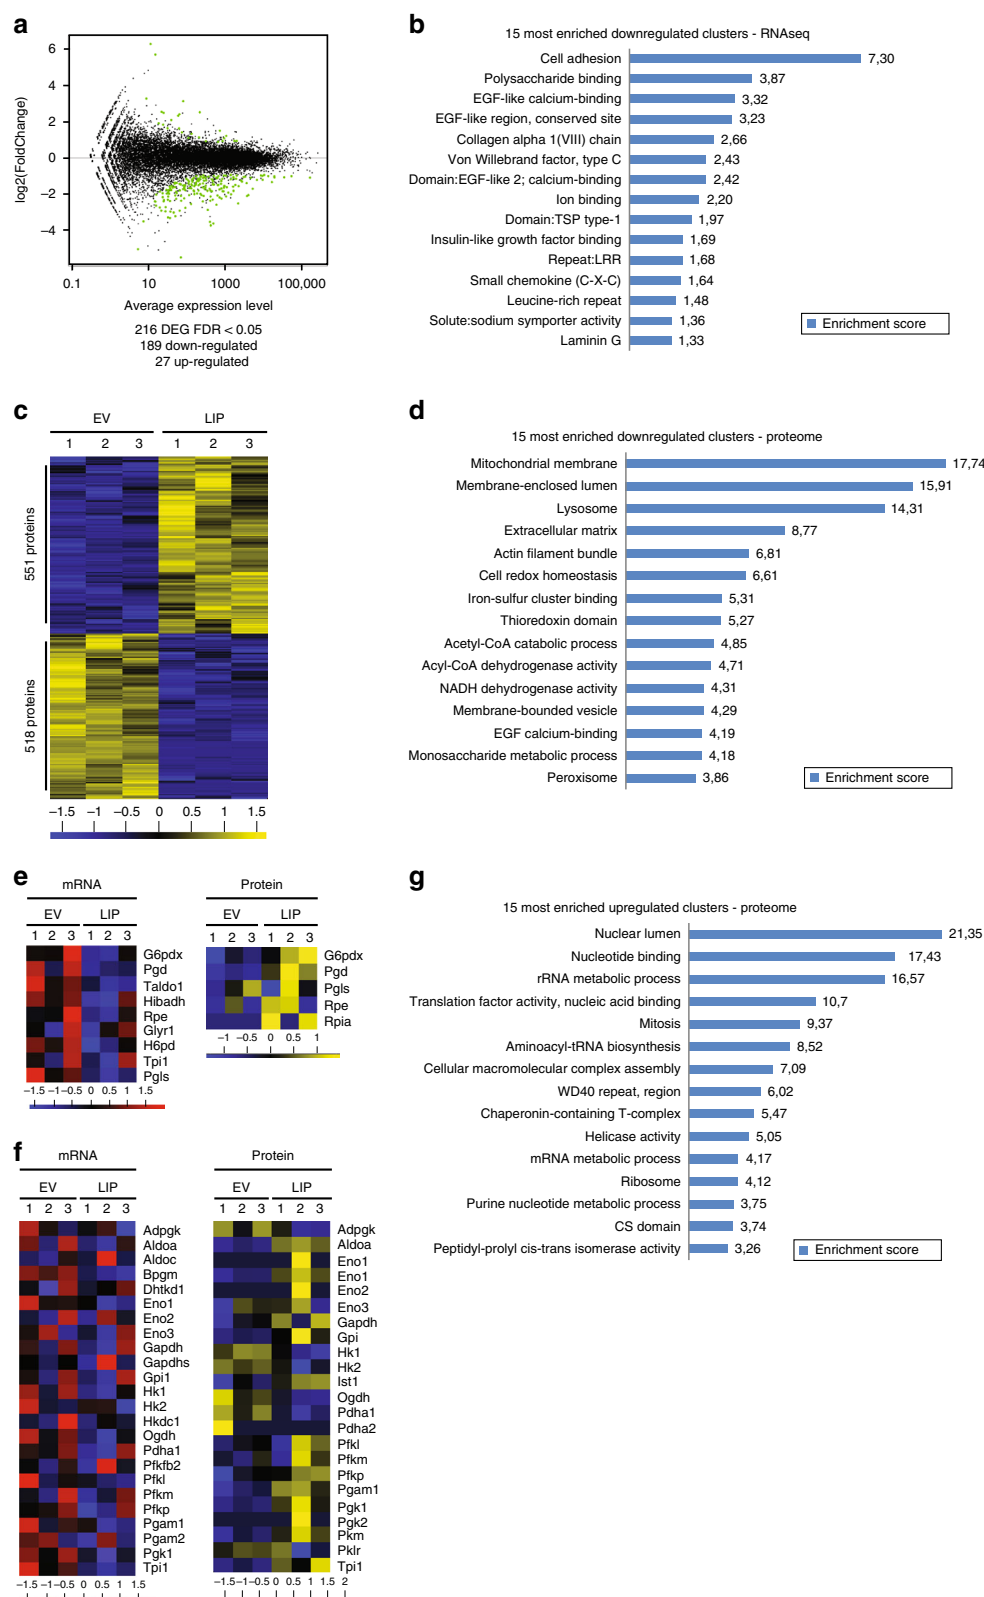 a
6
4
2
0
−2
−4
log2(FoldChange)
0.1
10
1000
100,000
Average expression level
216 DEG FDR < 0.05
189 down-regulated
27 up-regulated
b
15 most enriched downregulated clusters - RNAseq
Cell adhesion 7,30
Polysaccharide binding 3,87
EGF-like calcium-binding 3,32
EGF-like region, conserved site 3,23
Collagen alpha 1(VIII) chain 2,66
Von Willebrand factor, type C 2,43
Domain:EGF-like 2; calcium-binding 2,42
Ion binding 2,20
Domain:TSP type-1 1,97
Insulin-like growth factor binding 1,69
Repeat:LRR 1,68
Small chemokine (C-X-C) 1,64
Leucine-rich repeat 1,48
Solute:sodium symporter activity 1,36
Laminin G 1,33
Enrichment score
c
EV LIP
1 2 3 1 2 3
551 proteins
518 proteins
−1.5 −1 −0.5 0 0.5 1 1.5
d
15 most enriched downregulated clusters - proteome
Mitochondrial membrane 17,74
Membrane-enclosed lumen 15,91
Lysosome 14,31
Extracellular matrix 8,77
Actin filament bundle 6,81
Cell redox homeostasis 6,61
Iron-sulfur cluster binding 5,31
Thioredoxin domain 5,27
Acetyl-CoA catabolic process 4,85
Acyl-CoA dehydrogenase activity 4,71
NADH dehydrogenase activity 4,31
Membrane-bounded vesicle 4,29
EGF calcium-binding 4,19
Monosaccharide metabolic process 4,18
Peroxisome 3,86
Enrichment score
e
mRNA
EV LIP
1 2 3 1 2 3
G6pdx
Pgd
Taldo1
Hibadh
Rpe
Glyr1
H6pd
Tpi1
Pgls
−1.5 −1 −0.5 0 0.5 1 1.5
Protein
EV LIP
1 2 3 1 2 3
G6pdx
Pgd
Pgls
Rpe
Rpia
−1 −0.5 0 0.5 1
f
mRNA
EV LIP
1 2 3 1 2 3
Adpgk
Aldoa
Aldoc
Bpgm
Dhtkd1
Eno1
Eno2
Eno3
Gapdh
Gapdhs
Gpi1
Hk1
Hk2
Hkdc1
Ogdh
Pdha1
Pfkfb2
Pfkl
Pfkm
Pfkp
Pgam1
Pgam2
Pgk1
Tpi1
−1.5 −1 −0.5 0 0.5 1 1.5
Protein
EV LIP
1 2 3 1 2 3
Adpgk
Aldoa
Eno1
Eno1
Eno2
Eno3
Gapdh
Gpi
Hk1
Hk2
Ist1
Ogdh
Pdha1
Pdha2
Pfkl
Pfkm
Pfkp
Pgam1
Pgk1
Pgk2
Pkm
Pklr
Tpi1
−1.5 −1 −0.5 0 0.5 1 1.5 2
g
15 most enriched upregulated clusters - proteome
Nuclear lumen 21,35
Nucleotide binding 17,43
rRNA metabolic process 16,57
Translation factor activity, nucleic acid binding 10,7
Mitosis 9,37
Aminoacyl-tRNA biosynthesis 8,52
Cellular macromolecular complex assembly 7,09
WD40 repeat, region 6,02
Chaperonin-containing T-complex 5,47
Helicase activity 5,05
mRNA metabolic process 4,17
Ribosome 4,12
Purine nucleotide metabolic process 3,75
CS domain 3,74
Peptidyl-prolyl cis-trans isomerase activity 3,26
Enrichment score